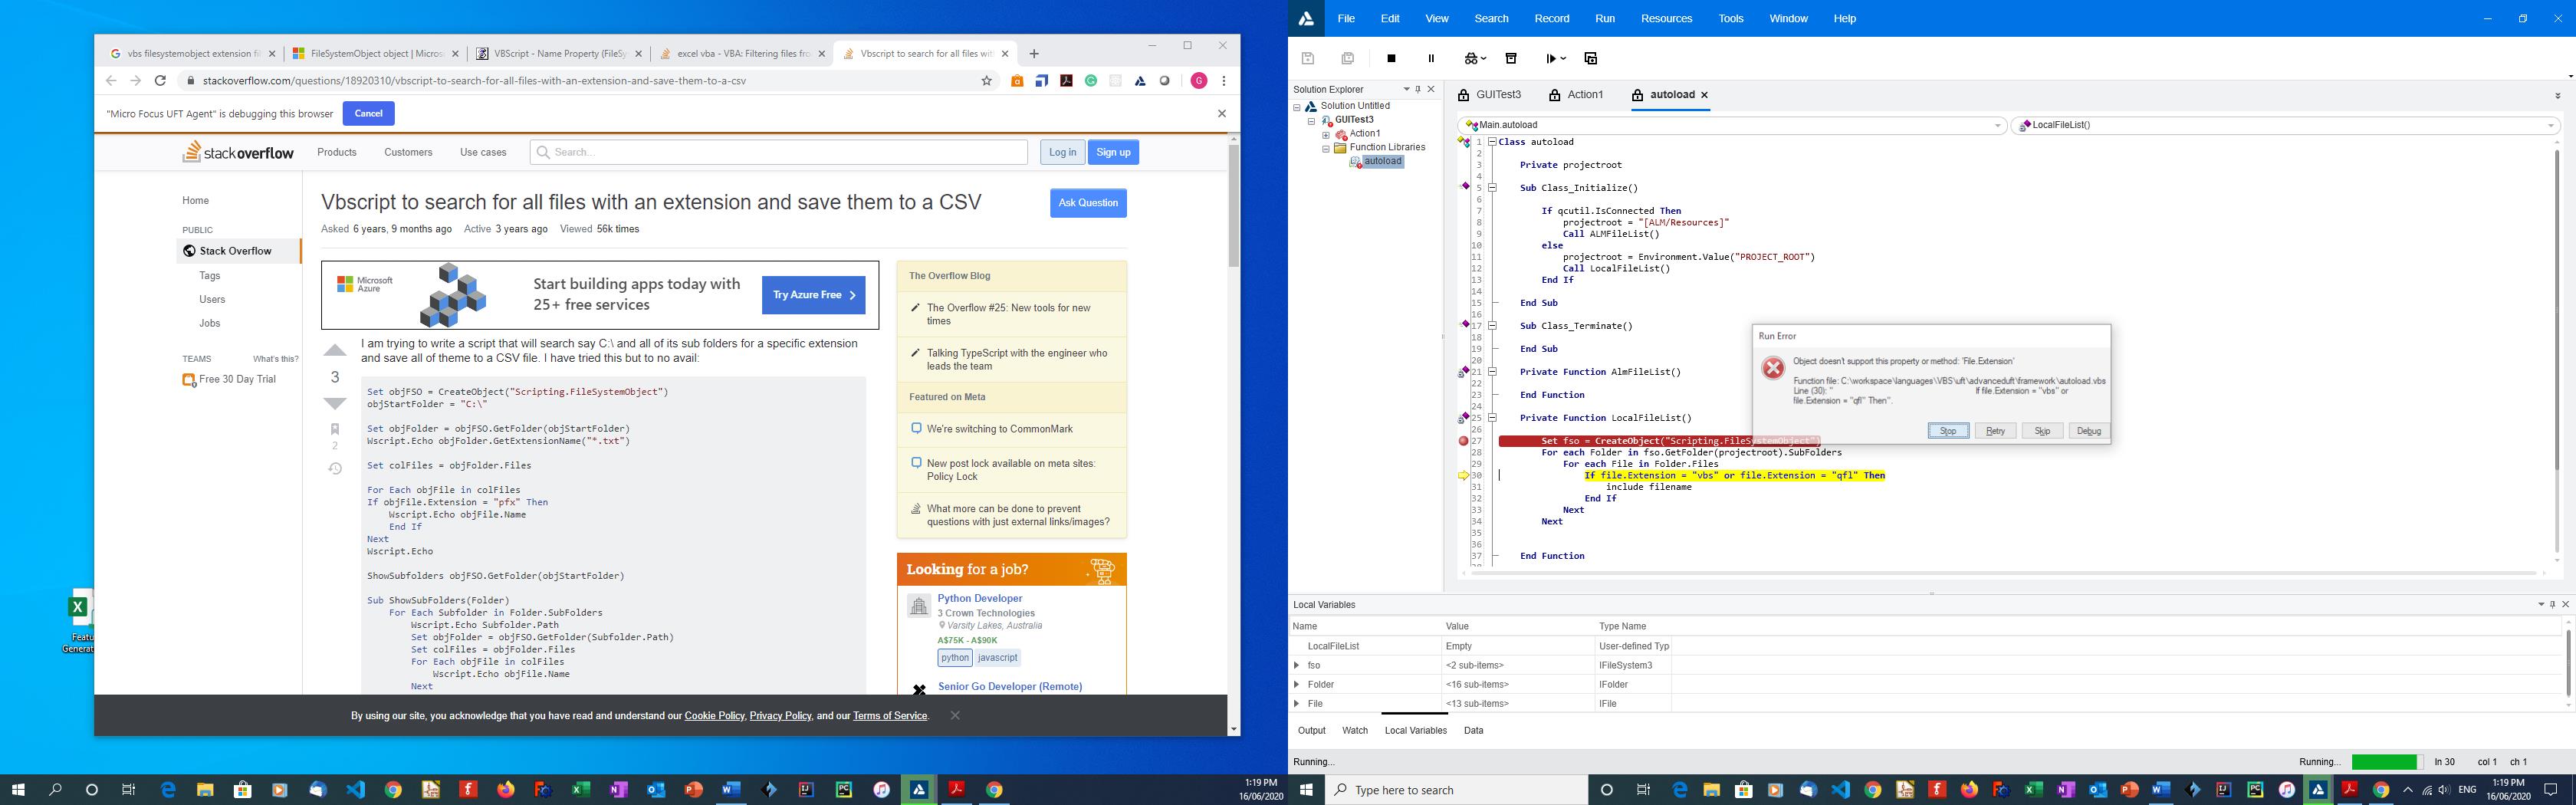 vbs filesystemobject extension fil
FileSystemObject object | Micros
VBScript - Name Property (FileSy
excel vba - VBA: Filtering files fro
Vbscript to search for all files wit
stackoverflow.com/questions/18920310/vbscript-to-search-for-all-files-with-an-extension-and-save-them-to-a-csv
G
"Micro Focus UFT Agent" is debugging this browser
Cancel
stackoverflow
Products
Customers
Use cases
Search...
Log in
Sign up
Home
PUBLIC
Stack Overflow
Tags
Users
Jobs
TEAMS
What's this?
Free 30 Day Trial
Vbscript to search for all files with an extension and save them to a CSV
Ask Question
Asked 6 years, 9 months ago Active 3 years ago Viewed 56k times
Microsoft
Azure
Start building apps today with
25+ free services
Try Azure Free
3
2
I am trying to write a script that will search say C:\ and all of its sub folders for a specific extension
and save all of theme to a CSV file. I have tried this but to no avail:
Set objFSO = CreateObject("Scripting.FileSystemObject")
objStartFolder = "C:\"
Set objFolder = objFSO.GetFolder(objStartFolder)
Wscript.Echo objFolder.GetExtensionName("*.txt")
Set colFiles = objFolder.Files
For Each objFile in colFiles
If objFile.Extension = "pfx" Then
Wscript.Echo objFile.Name
End If
Next
Wscript.Echo
ShowSubfolders objFSO.GetFolder(objStartFolder)
Sub ShowSubFolders(Folder)
For Each Subfolder in Folder.SubFolders
Wscript.Echo Subfolder.Path
Set objFolder = objFSO.GetFolder(Subfolder.Path)
Set colFiles = objFolder.Files
For Each objFile in colFiles
Wscript.Echo objFile.Name
Next
The Overflow Blog
The Overflow #25: New tools for new
times
Talking TypeScript with the engineer who
leads the team
Featured on Meta
We're switching to CommonMark
New post lock available on meta sites:
Policy Lock
What more can be done to prevent
questions with just external links/images?
Looking for a job?
Python Developer
3 Crown Technologies
Varsity Lakes, Australia
A$75K - A$90K
python
javascript
Senior Go Developer (Remote)
By using our site, you acknowledge that you have read and understand our Cookie Policy, Privacy Policy, and our Terms of Service.
Featu
Generat
1:19 PM
16/06/2020
File
Edit
View
Search
Record
Run
Resources
Tools
Window
Help
Solution Explorer
Solution Untitled
GUITest3
Action1
Function Libraries
autoload
GUITest3
Action1
autoload
Main.autoload
LocalFileList()
1 Class autoload
2
3 Private projectroot
4
5 Sub Class_Initialize()
6
7 If qcutil.IsConnected Then
8 projectroot = "[ALM/Resources]"
9 Call ALMFileList()
10 else
11 projectroot = Environment.Value("PROJECT_ROOT")
12 Call LocalFileList()
13 End If
14
15 End Sub
16
17 Sub Class_Terminate()
18
19 End Sub
20
21 Private Function AlmFileList()
22
23 End Function
24
25 Private Function LocalFileList()
26
27 Set fso = CreateObject("Scripting.FileSystemObject")
28 For each Folder in fso.GetFolder(projectroot).SubFolders
29 For each File in Folder.Files
30 If file.Extension = "vbs" or file.Extension = "qfl" Then
31 include filename
32 End If
33 Next
34 Next
35
36
37 End Function
Run Error
Object doesn't support this property or method: 'File.Extension'
Function file: C:\workspace\languages\VBS\uft\advanceduft\framework\autoload.vbs
Line (30): " If file.Extension = "vbs" or
file.Extension = "qfl" Then".
Stop
Retry
Skip
Debug
Local Variables
Name Value Type Name
LocalFileList Empty User-defined Typ
fso <2 sub-items> IFileSystem3
Folder <16 sub-items> IFolder
File <13 sub-items> IFile
Output
Watch
Local Variables
Data
Running...
Running...
ln 30
col 1
ch 1
Type here to search
ENG
1:19 PM
16/06/2020